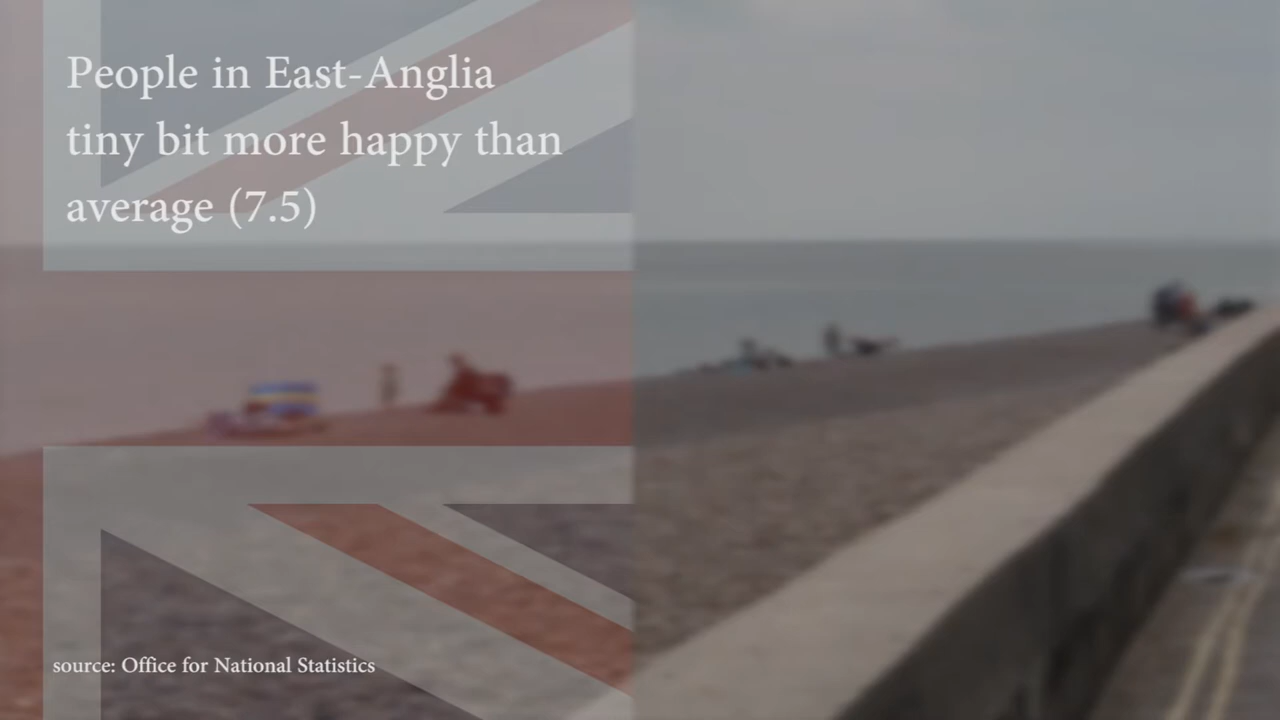 People in East-Anglia
tiny bit more happy than
average (7.5)
source: Office for National Statistics